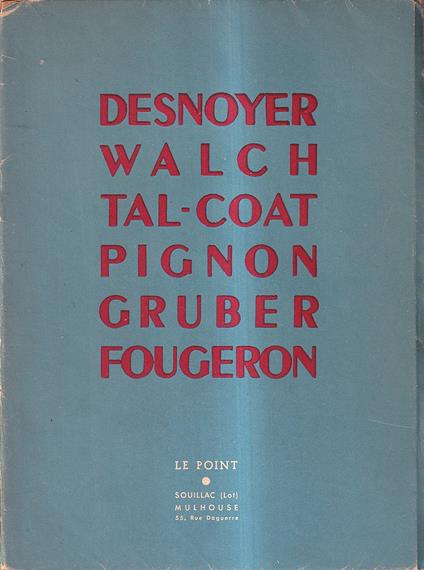 DESNOYER
WALCH
TAL-COAT
PIGNON
GRUBER
FOUGERON
LE POINT
SOUILLAC (Lot)
MULHOUSE
55, Rue Daguerre